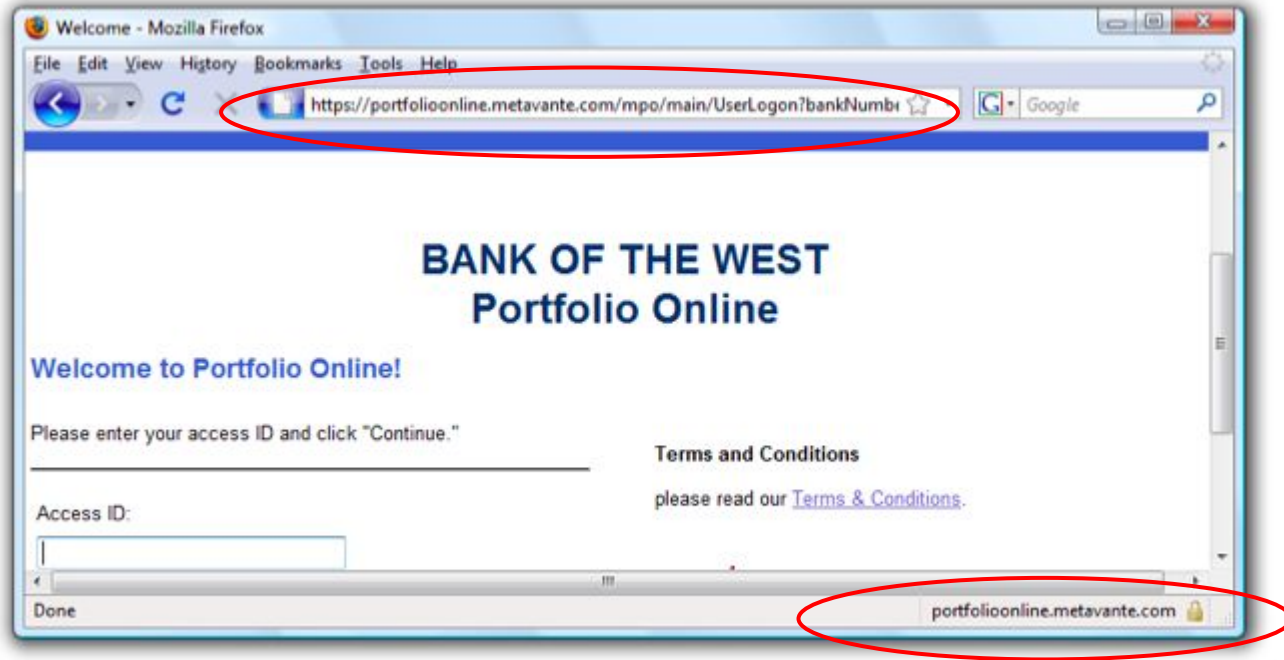 Welcome - Mozilla Firefox
File Edit View History Bookmarks Tools Help
https://portfolioonline.metavante.com/mpo/main/UserLogon?bankNumbe
G Google
BANK OF THE WEST
Portfolio Online
Welcome to Portfolio Online!
Please enter your access ID and click "Continue."
Terms and Conditions
please read our Terms & Conditions.
Access ID:
Done
portfolioonline.metavante.com